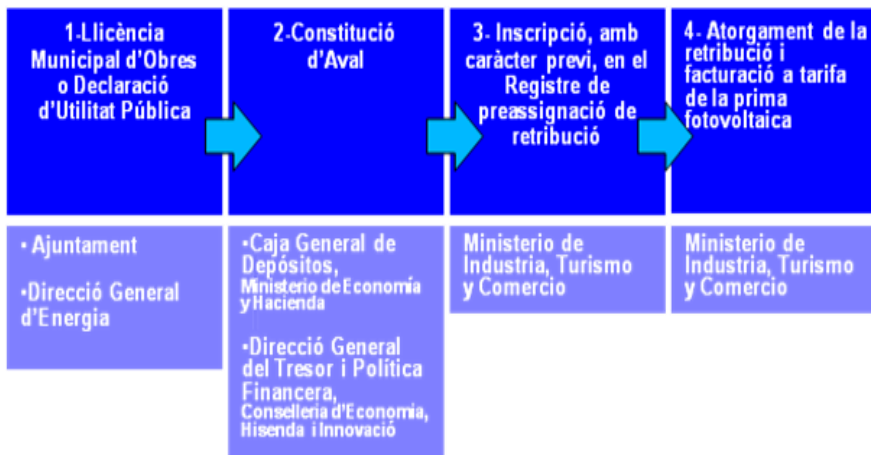 1-Llicència
Municipal d'Obres
o Declaració
d'Utilitat Pública
2-Constitució
d'Aval
3- Inscripció, amb
caràcter previ, en el
Registre de
preassignació de
retribució
4- Atorgament de la
retribució i
facturació a tarifa
de la prima
fotovoltaica
• Ajuntament
•Direcció General
d'Energia
•Caja General de
Depósitos,
Ministerio de Economía
y Hacienda
•Direcció General
del Tresor i Política
Financera,
Conselleria d'Economia,
Hisenda i Innovació
Ministerio de
Industria, Turismo
y Comercio
Ministerio de
Industria, Turismo
y Comercio